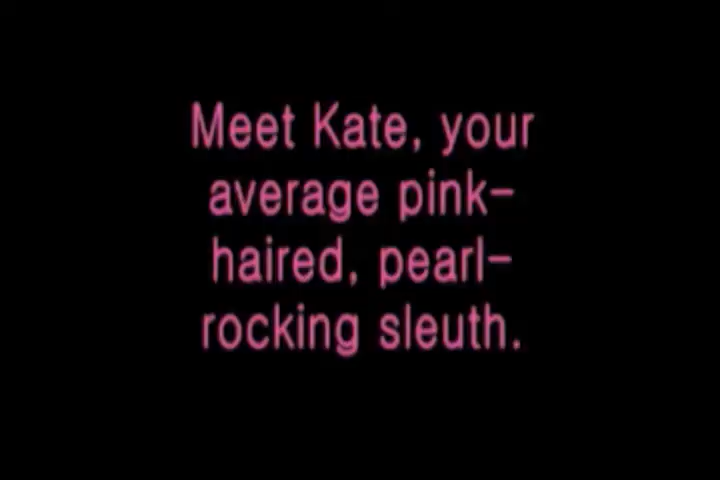 Meet Kate, your
average pink-
haired, pearl-
rocking sleuth.